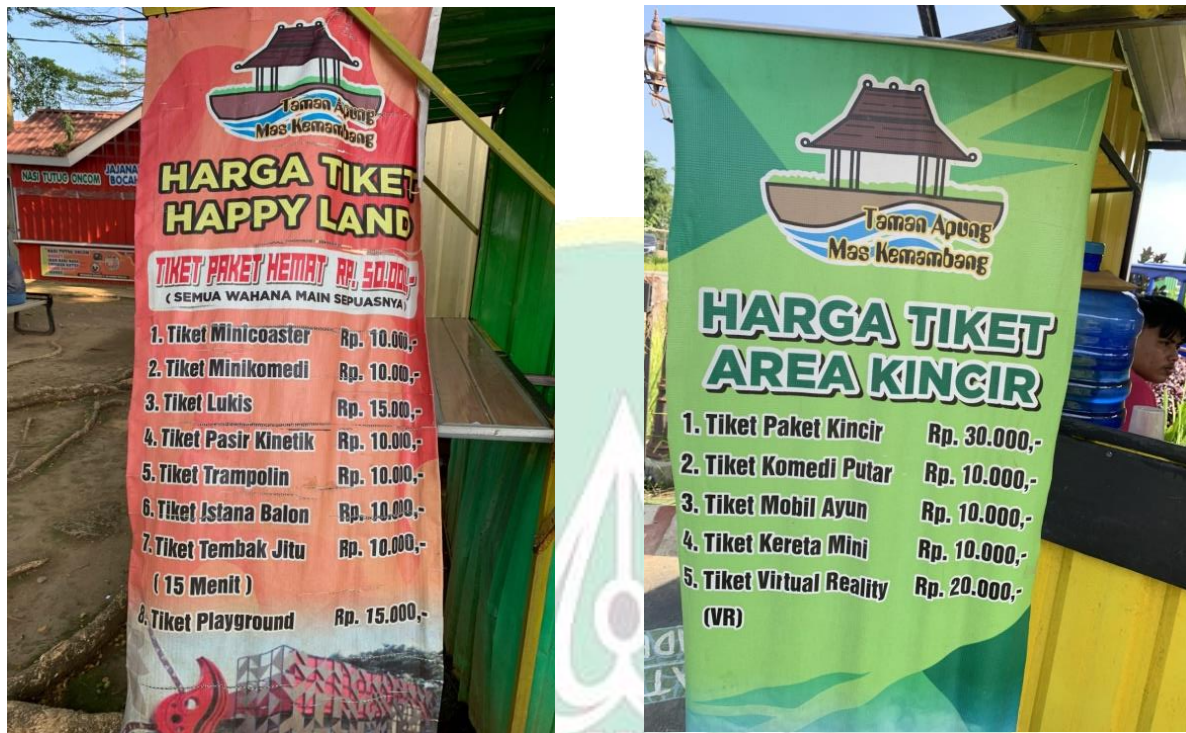 Taman Apung
Mas Kemambang
HARGA TIKET
HAPPY LAND
TIKET PAKET HEMAT RP. 50.000,-
( SEMUA WAHANA MAIN SEPUASNYA )
1. Tiket Minicoaster Rp. 10.000,-
2. Tiket Minikomedi Rp. 10.000,-
3. Tiket Lukis Rp. 15.000,-
4. Tiket Pasir Kinetik Rp. 10.000,-
5. Tiket Trampolin Rp. 10.000,-
6. Tiket Istana Balon Rp. 10.000,-
7. Tiket Tembak Jitu Rp. 10.000,-
( 15 Menit )
8. Tiket Playground Rp. 15.000,-
NASI TUTUG ONCOM
JAJANA
BOCAH
Taman Apung
Mas Kemambang
HARGA TIKET
AREA KINCIR
1. Tiket Paket Kincir Rp. 30.000,-
2. Tiket Komedi Putar Rp. 10.000,-
3. Tiket Mobil Ayun Rp. 10.000,-
4. Tiket Kereta Mini Rp. 10.000,-
5. Tiket Virtual Reality Rp. 20.000,-
(VR)